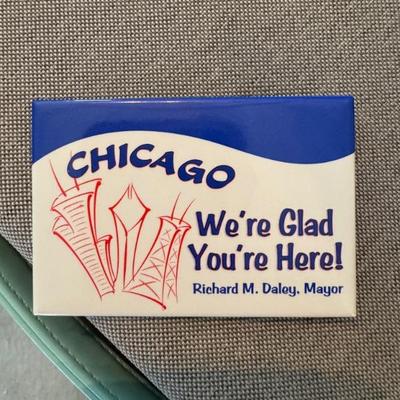 CHICAGO
We're Glad
You're Here!
Richard M. Daley, Mayor